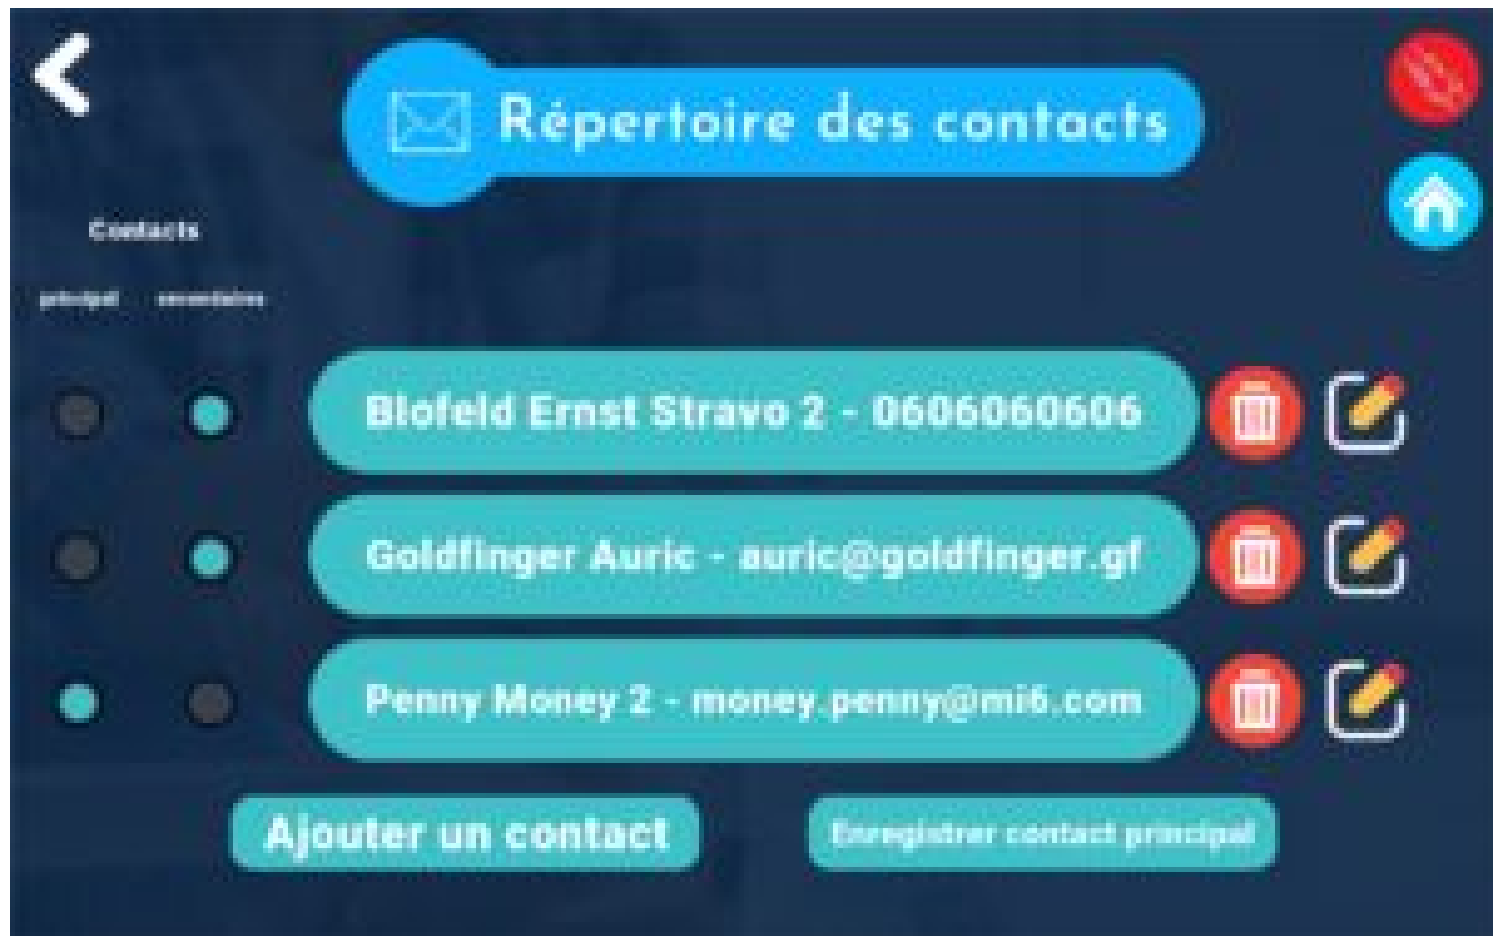 Répertoire des contacts
Contacts
principal secondaires
Blofeld Ernst Stravo 2 - 0606060606
Goldfinger Auric - auric@goldfinger.gf
Penny Money 2 - money.penny@mi6.com
Ajouter un contact
Enregistrer contact principal